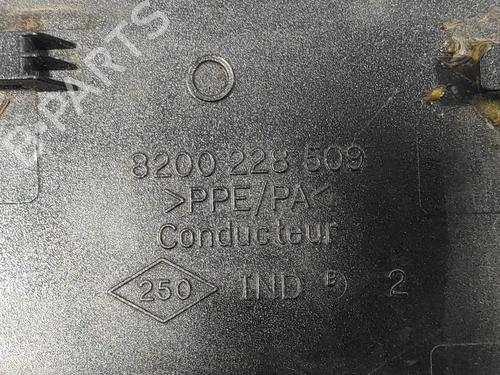 B-PARTS
8200 228 509
>PPE/PA<
Conducteur
250 IND B 2